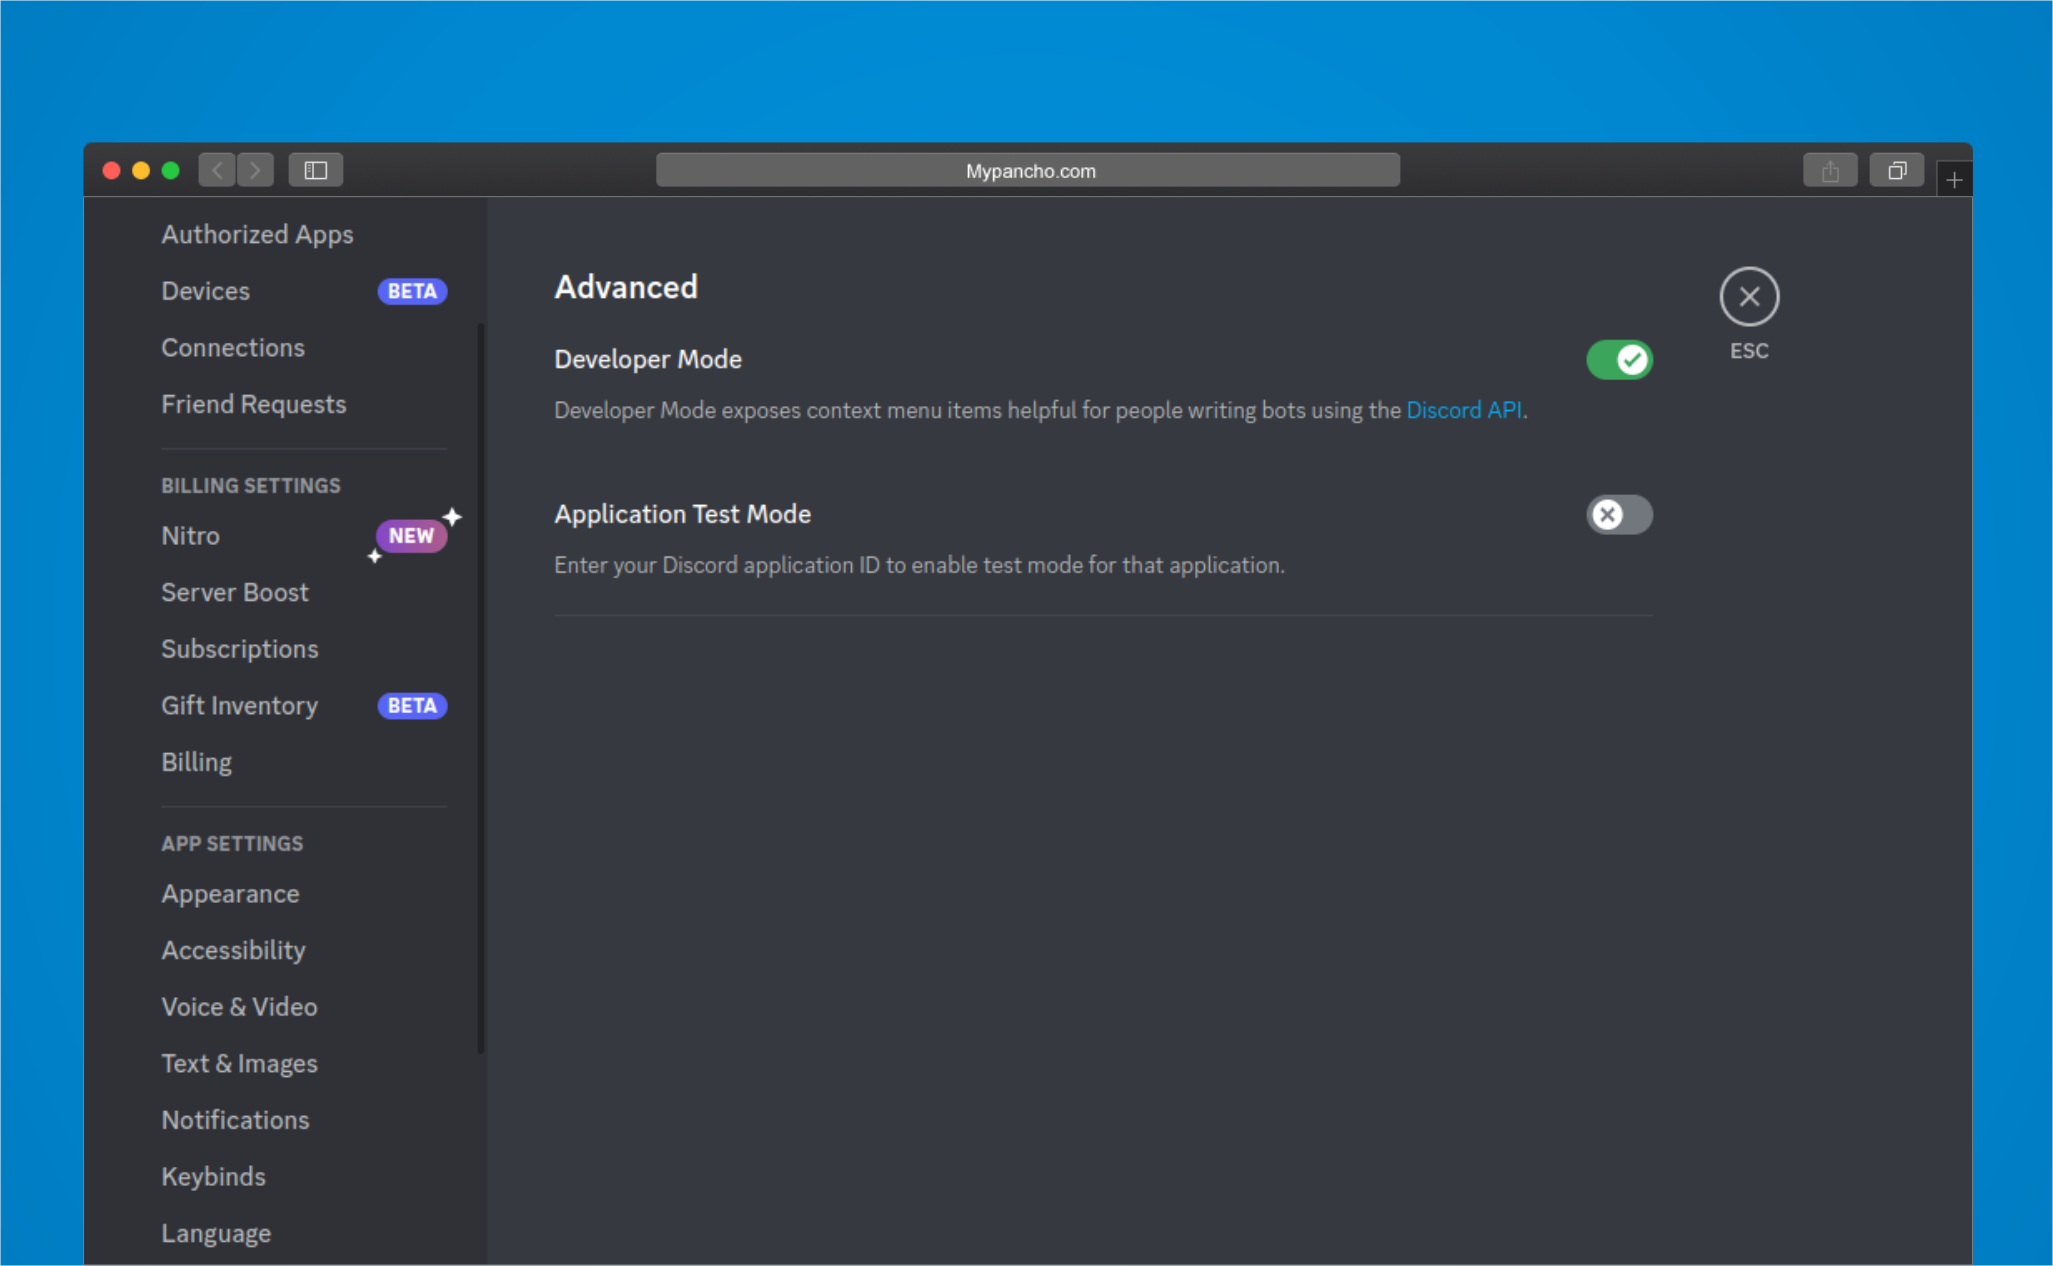 Mypancho.com
Authorized Apps
Devices BETA
Connections
Friend Requests
BILLING SETTINGS
Nitro NEW
Server Boost
Subscriptions
Gift Inventory BETA
Billing
APP SETTINGS
Appearance
Accessibility
Voice & Video
Text & Images
Notifications
Keybinds
Language
Advanced
Developer Mode
Developer Mode exposes context menu items helpful for people writing bots using the Discord API.
Application Test Mode
Enter your Discord application ID to enable test mode for that application.
ESC